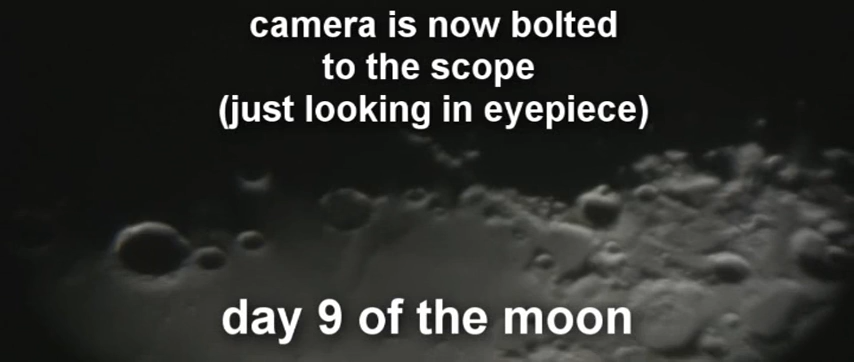 camera is now bolted
to the scope
(just looking in eyepiece)
day 9 of the moon